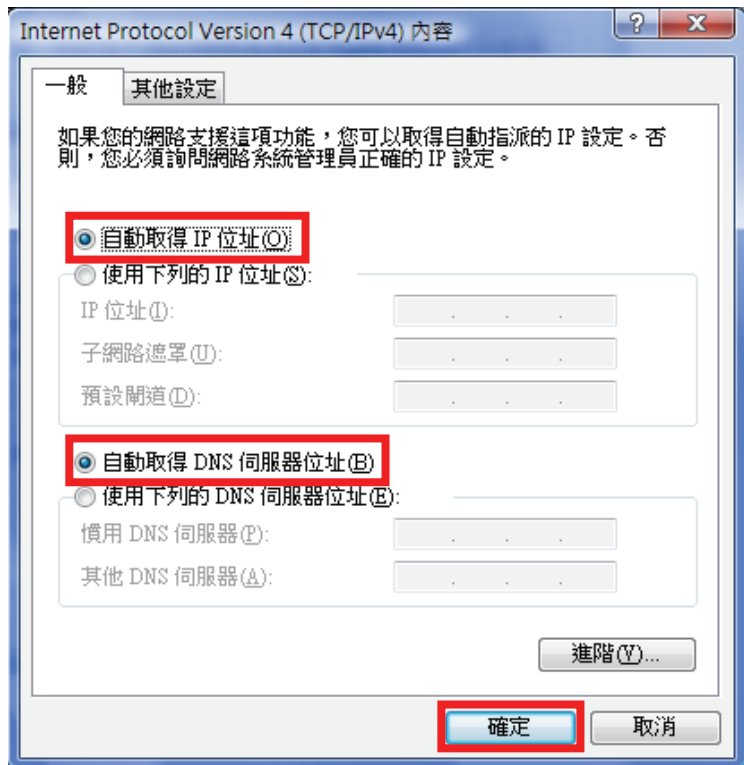 Internet Protocol Version 4 (TCP/IPv4) 內容
一般
其他設定
如果您的網路支援這項功能，您可以取得自動指派的 IP 設定。否
則，您必須詢問網路系統管理員正確的 IP 設定。
自動取得 IP 位址(O)
使用下列的 IP 位址(S):
IP 位址(I):
子網路遮罩(U):
預設閘道(D):
自動取得 DNS 伺服器位址(B)
使用下列的 DNS 伺服器位址(E):
慣用 DNS 伺服器(P):
其他 DNS 伺服器(A):
進階(V)...
確定
取消